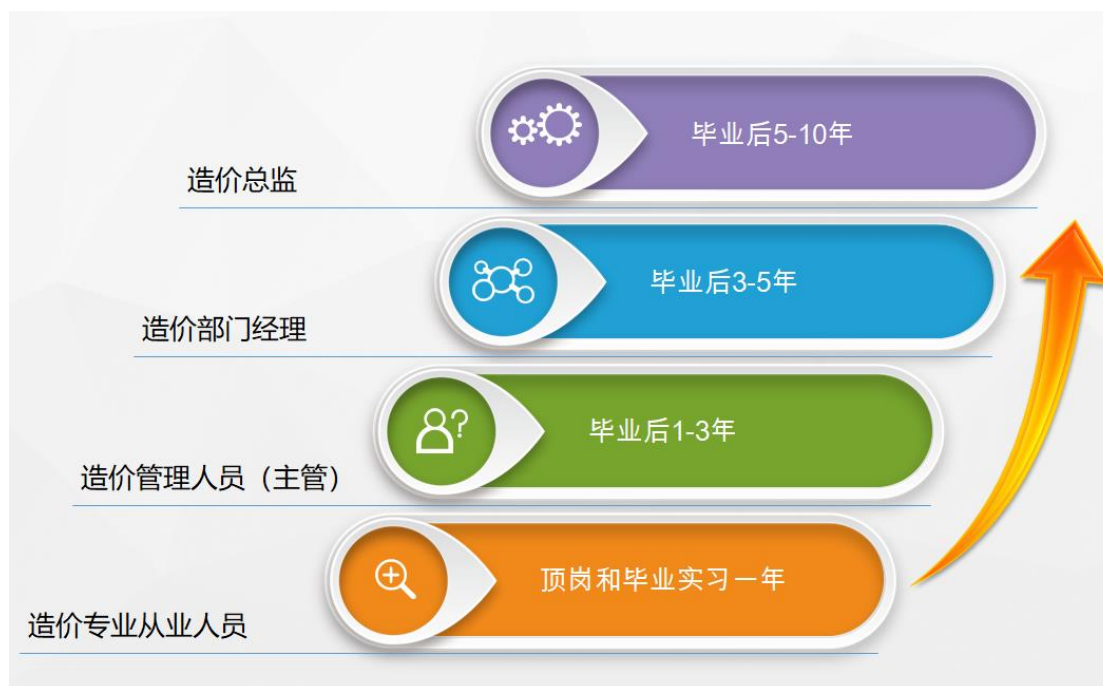 毕业后5-10年
造价总监
毕业后3-5年
造价部门经理
毕业后1-3年
造价管理人员（主管）
顶岗和毕业实习一年
造价专业从业人员